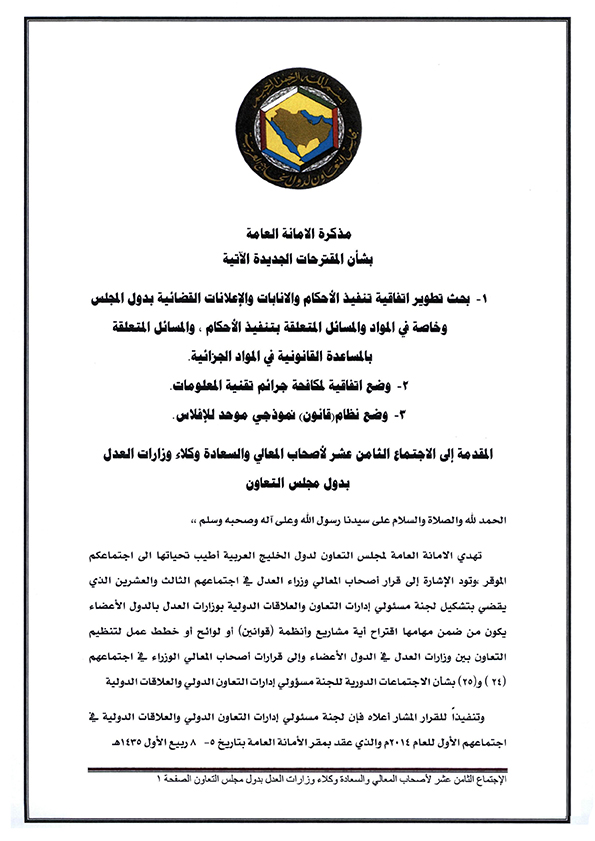 بسم الله الرحمن الرحيم
مجلس التعاون لدول الخليج العربية
مذكرة الامانة العامة
بشأن المقترحات الجديدة الآتية
١- بحث تطوير اتفاقية تنفيذ الأحكام والانابات والإعلانات القضائية بدول المجلس
وخاصة في المواد والمسائل المتعلقة بتنفيذ الأحكام ، والمسائل المتعلقة
بالمساعدة القانونية في المواد الجزائية.
٢- وضع اتفاقية لمكافحة جرائم تقنية المعلومات.
٣- وضع نظام(قانون) نموذجي موحد للإفلاس.
المقدمة إلى الاجتماع الثامن عشر لأصحاب المعالي والسعادة وكلاء وزارات العدل
بدول مجلس التعاون
الحمد لله والصلاة والسلام على سيدنا رسول الله وعلى آله وصحبه وسلم ،،
تهدي الامانة العامة لمجلس التعاون لدول الخليج العربية أطيب تحياتها الى اجتماعكم
الموقر ،وتود الإشارة إلى قرار أصحاب المعالي وزراء العدل في اجتماعهم الثالث والعشرين الذي
يقضي بتشكيل لجنة مسئولي إدارات التعاون والعلاقات الدولية بوزارات العدل بالدول الأعضاء
يكون من ضمن مهامها اقتراح أية مشاريع وأنظمة (قوانين) أو لوائح أو خطط عمل لتنظيم
التعاون بين وزارات العدل في الدول الأعضاء وإلى قرارات أصحاب المعالي الوزراء في اجتماعهم
(٢٤ ) و(٢٥) بشأن الاجتماعات الدورية للجنة مسؤولي إدارات التعاون الدولي والعلاقات الدولية
وتنفيذاً للقرار المشار أعلاه فإن لجنة مسئولي إدارات التعاون الدولي والعلاقات الدولية في
اجتماعهم الأول للعام ٢٠١٤م والذي عقد بمقر الأمانة العامة بتاريخ ٥- ٨ ربيع الأول ١٤٣٥هـ
الإجتماع الثامن عشر لأصحاب المعالي والسعادة وكلاء وزارات العدل بدول مجلس التعاون الصفحة ١